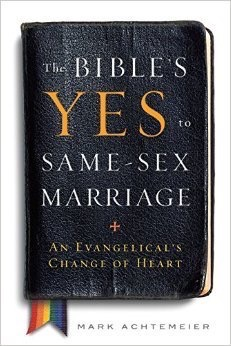 The BIBLE'S
YES to
SAME-SEX
MARRIAGE
AN EVANGELICAL'S
CHANGE OF HEART
MARK ACHTEMEIER